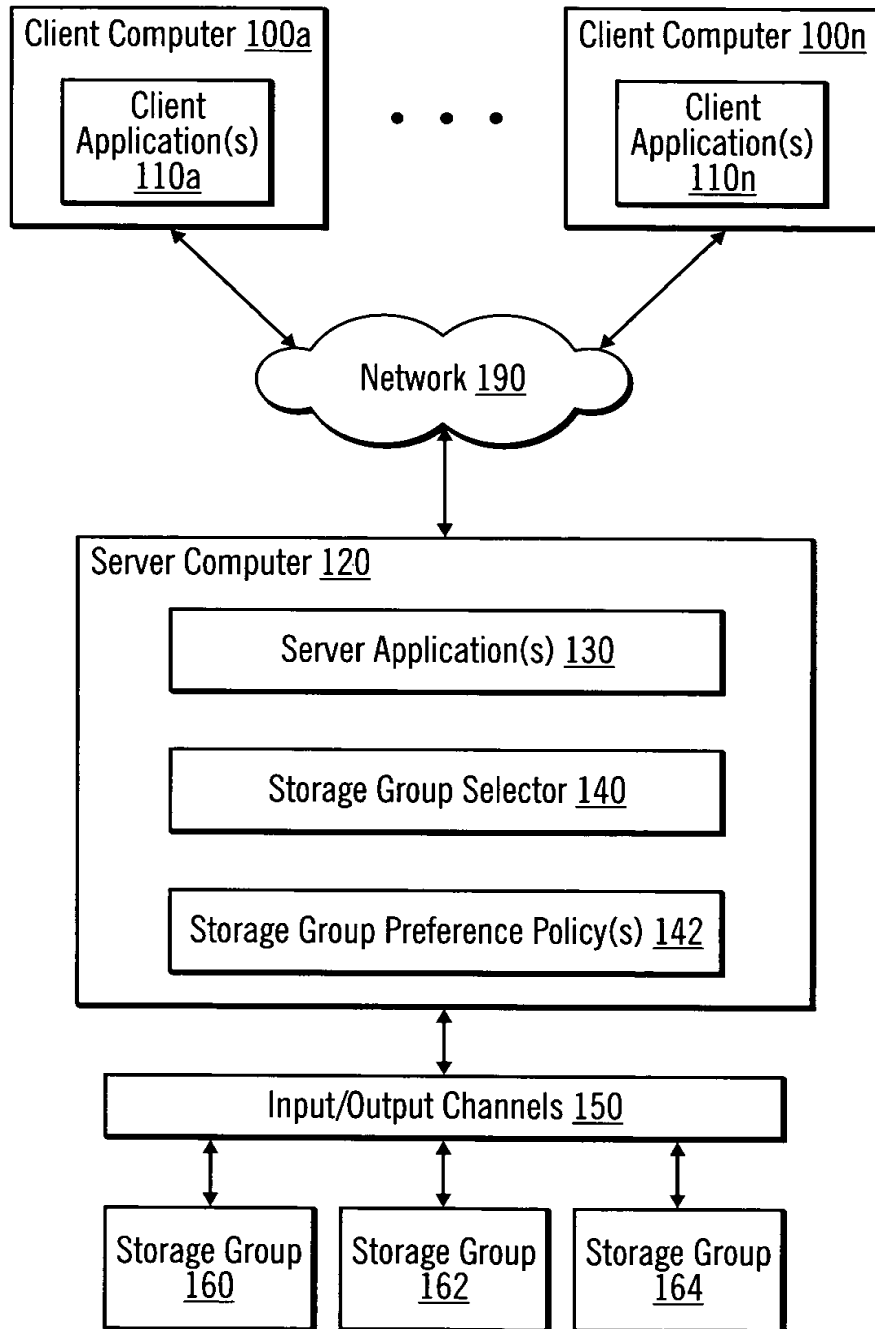 Client Computer 100a
Client
Application(s)
110a
Client Computer 100n
Client
Application(s)
110n
Network 190
Server Computer 120
Server Application(s) 130
Storage Group Selector 140
Storage Group Preference Policy(s) 142
Input/Output Channels 150
Storage Group
160
Storage Group
162
Storage Group
164